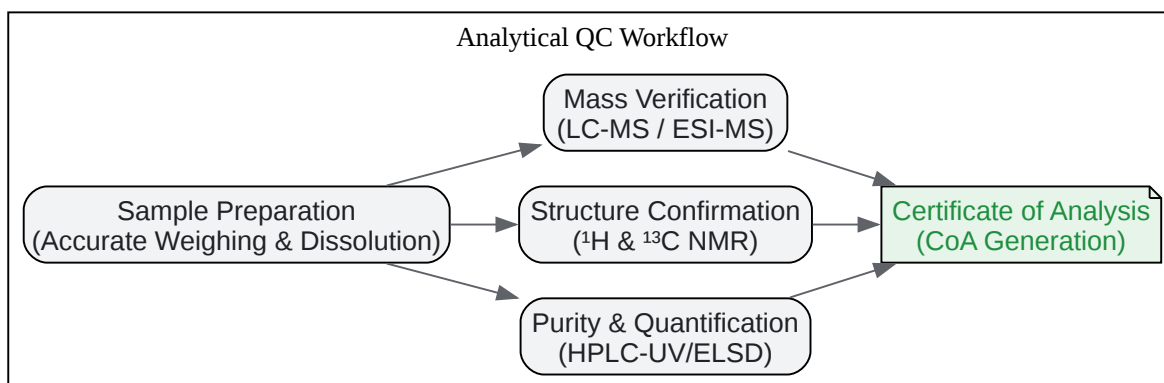 Analytical QC Workflow
Mass Verification
(LC-MS / ESI-MS)
Sample Preparation
(Accurate Weighing & Dissolution)
Structure Confirmation
(¹H & ¹³C NMR)
Certificate of Analysis
(CoA Generation)
Purity & Quantification
(HPLC-UV/ELSD)